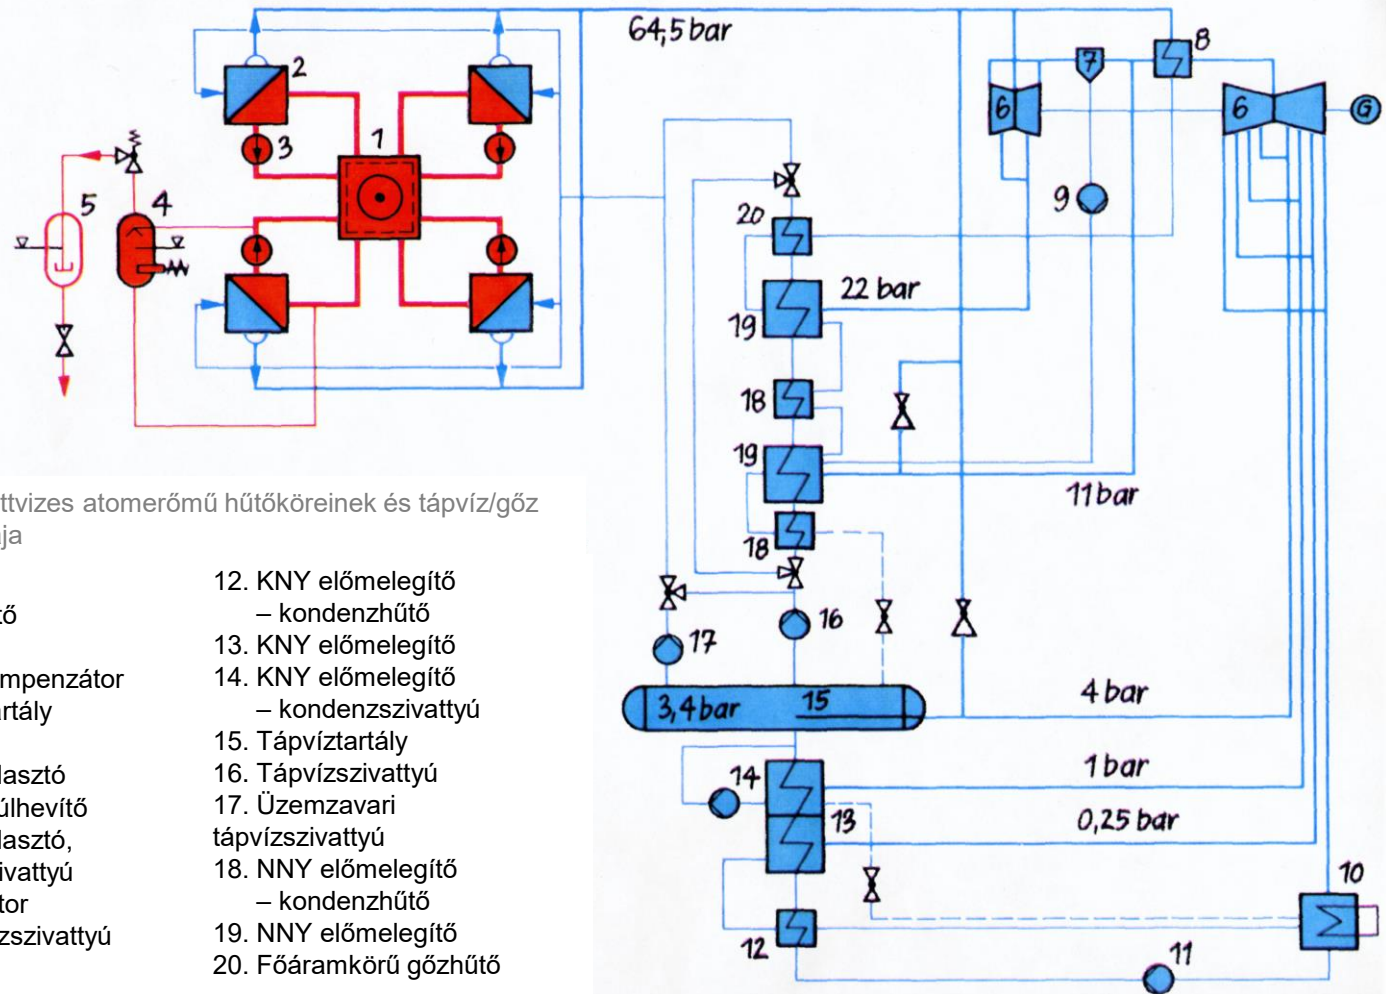 64,5 bar
8
2
7
3
1
6
6
G
5
4
9
20
22 bar
19
18
19
11 bar
18
16
17
3,4 bar
15
4 bar
14
1 bar
13
0,25 bar
10
12
11
ttvizes atomerőmű hűtőköreinek és tápvíz/gőz
ja
tő
mpenzátor
artály
lasztó
úlhevítő
lasztó,
ivattyú
tor
zszivattyú
12. KNY előmelegítő
– kondenzhűtő
13. KNY előmelegítő
14. KNY előmelegítő
– kondenzszivattyú
15. Tápvíztartály
16. Tápvízszivattyú
17. Üzemzavari
tápvízszivattyú
18. NNY előmelegítő
– kondenzhűtő
19. NNY előmelegítő
20. Főáramkörű gőzhűtő